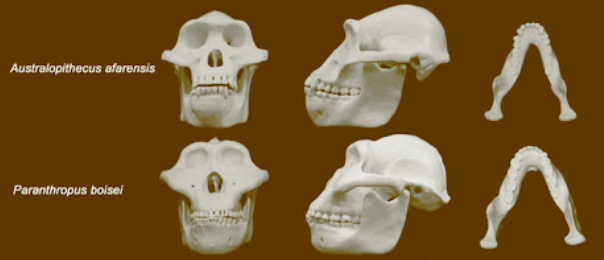 Australopithecus afarensis
Paranthropus boisei